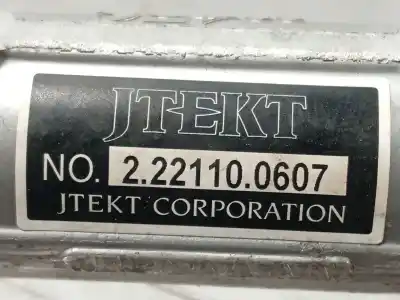 JTEKT
NO. 2.22110.0607
JTEKT CORPORATION